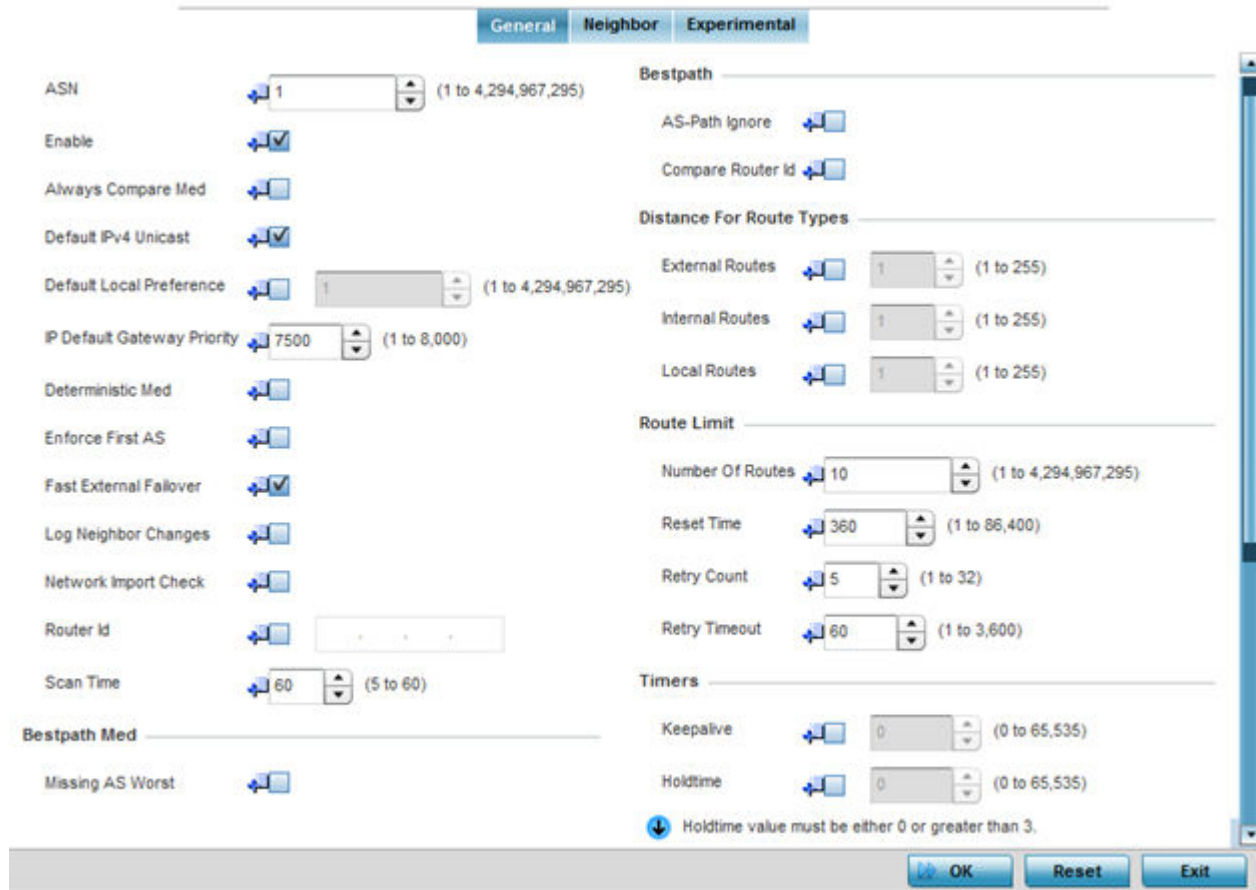 General Neighbor Experimental
ASN 1 (1 to 4,294,967,295)
Enable
Always Compare Med
Default IPv4 Unicast
Default Local Preference 1 (1 to 4,294,967,295)
IP Default Gateway Priority 7500 (1 to 8,000)
Deterministic Med
Enforce First AS
Fast External Failover
Log Neighbor Changes
Network Import Check
Router Id . . .
Scan Time 60 (5 to 60)
Bestpath Med
Missing AS Worst
Bestpath
AS-Path Ignore
Compare Router Id
Distance For Route Types
External Routes 1 (1 to 255)
Internal Routes 1 (1 to 255)
Local Routes 1 (1 to 255)
Route Limit
Number Of Routes 10 (1 to 4,294,967,295)
Reset Time 360 (1 to 86,400)
Retry Count 5 (1 to 32)
Retry Timeout 60 (1 to 3,600)
Timers
Keepalive 0 (0 to 65,535)
Holdtime 0 (0 to 65,535)
Holdtime value must be either 0 or greater than 3.
OK Reset Exit